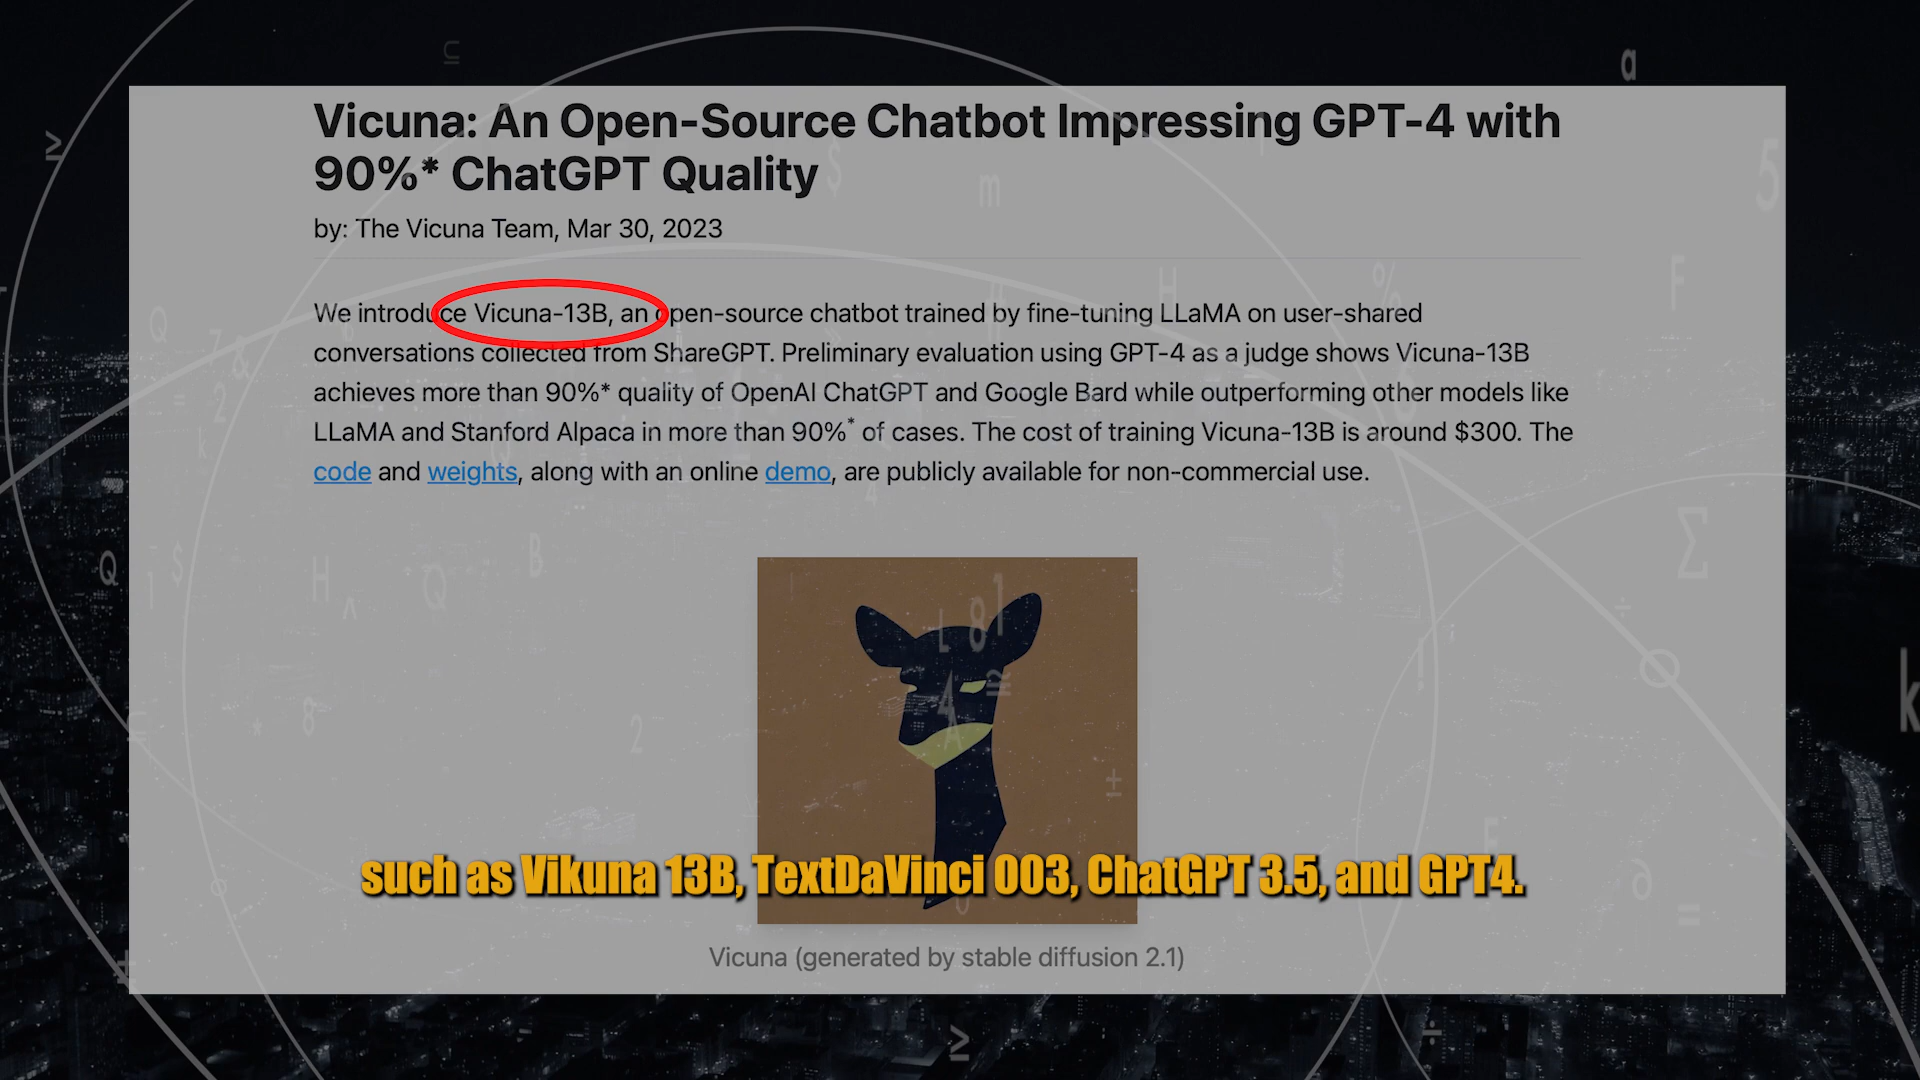 Vicuna: An Open-Source Chatbot Impressing GPT-4 with
90%* ChatGPT Quality
by: The Vicuna Team, Mar 30, 2023
We introduce Vicuna-13B, an open-source chatbot trained by fine-tuning LLaMA on user-shared
conversations collected from ShareGPT. Preliminary evaluation using GPT-4 as a judge shows Vicuna-13B
achieves more than 90%* quality of OpenAI ChatGPT and Google Bard while outperforming other models like
LLaMA and Stanford Alpaca in more than 90%* of cases. The cost of training Vicuna-13B is around $300. The
code and weights, along with an online demo, are publicly available for non-commercial use.
such as Vikuna 13B, TextDaVinci 003, ChatGPT 3.5, and GPT4.
Vicuna (generated by stable diffusion 2.1)